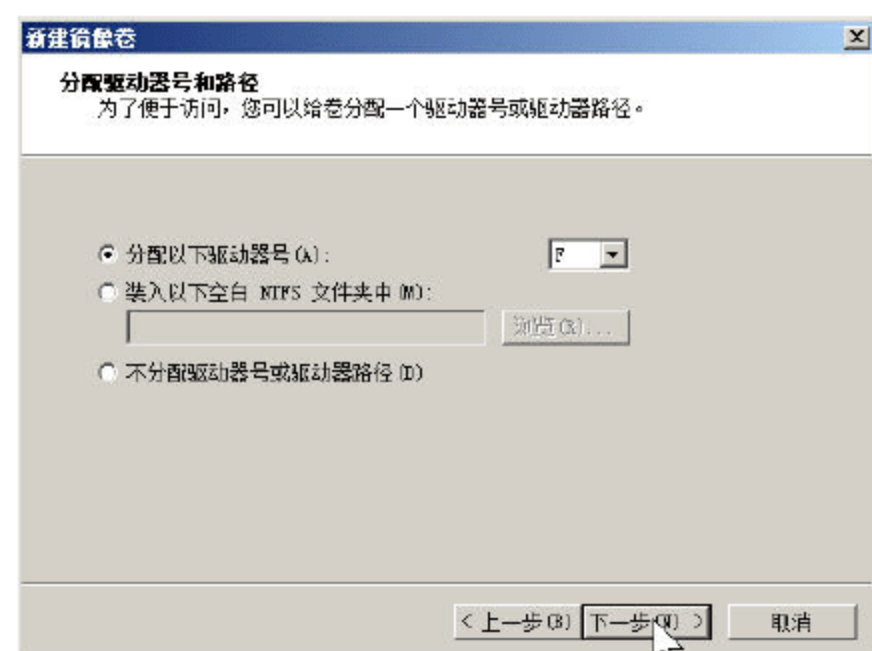 新建镜像卷
分配驱动器号和路径
为了便于访问，您可以给卷分配一个驱动器号或驱动器路径。
分配以下驱动器号(A):
F
装入以下空白 NTFS 文件夹中(M):
浏览(R)...
不分配驱动器号或驱动器路径(D)
<上一步(B) 下一步(N) > 取消